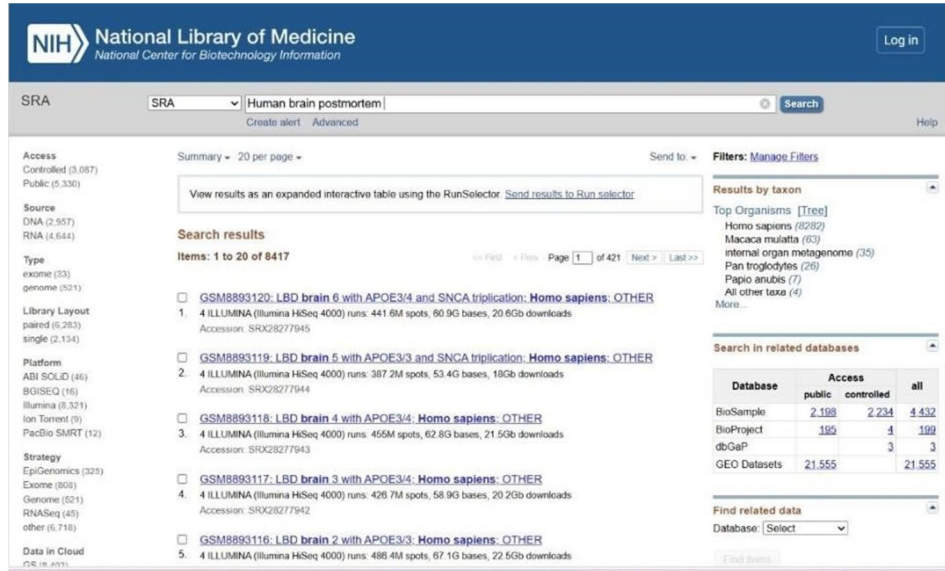 NIH National Library of Medicine
National Center for Biotechnology Information
Log in
SRA
SRA
Human brain postmortem
Search
Create alert Advanced
Help
Access
Controlled (3,087)
Public (5,330)
Source
DNA (2,957)
RNA (4,644)
Type
exome (33)
genome (521)
Library Layout
paired (6,283)
single (2,134)
Platform
ABI SOLiD (46)
BGISEQ (16)
Illumina (8,321)
Ion Torrent (9)
PacBio SMRT (12)
Strategy
EpiGenomics (325)
Exome (808)
Genome (521)
RNASeq (45)
other (6,718)
Data in Cloud
Summary 20 per page
Send to:
View results as an expanded interactive table using the RunSelector. Send results to Run selector
Search results
Items: 1 to 20 of 8417
<< First < Prev Page 1 of 421 Next > Last >>
GSM8893120: LBD brain 6 with APOE3/4 and SNCA triplication; Homo sapiens; OTHER
1. 4 ILLUMINA (Illumina HiSeq 4000) runs: 441.6M spots, 60.9G bases, 20.6Gb downloads
Accession: SRX28277945
GSM8893119: LBD brain 5 with APOE3/3 and SNCA triplication; Homo sapiens; OTHER
2. 4 ILLUMINA (Illumina HiSeq 4000) runs: 387.2M spots, 53.4G bases, 18Gb downloads
Accession: SRX28277944
GSM8893118: LBD brain 4 with APOE3/4; Homo sapiens; OTHER
3. 4 ILLUMINA (Illumina HiSeq 4000) runs: 455M spots, 62.8G bases, 21.5Gb downloads
Accession: SRX28277943
GSM8893117: LBD brain 3 with APOE3/4; Homo sapiens; OTHER
4. 4 ILLUMINA (Illumina HiSeq 4000) runs: 426.7M spots, 58.9G bases, 20.2Gb downloads
Accession: SRX28277942
GSM8893116: LBD brain 2 with APOE3/3; Homo sapiens; OTHER
5. 4 ILLUMINA (Illumina HiSeq 4000) runs: 486.4M spots, 67.1G bases, 22.5Gb downloads
Filters: Manage Filters
Results by taxon
Top Organisms [Tree]
Homo sapiens (8282)
Macaca mulatta (63)
internal organ metagenome (35)
Pan troglodytes (26)
Papio anubis (7)
All other taxa (4)
More...
Search in related databases
Database Access all
public controlled
BioSample 2,198 2,234 4,432
BioProject 195 4 199
dbGaP 3 3
GEO Datasets 21,555 21,555
Find related data
Database: Select
Find items